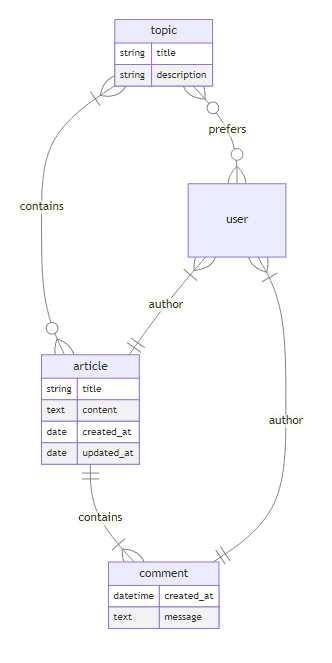 topic
string title
string description
prefers
contains
user
author
article
string title
text content
date created_at
date updated_at
author
contains
comment
datetime created_at
text message